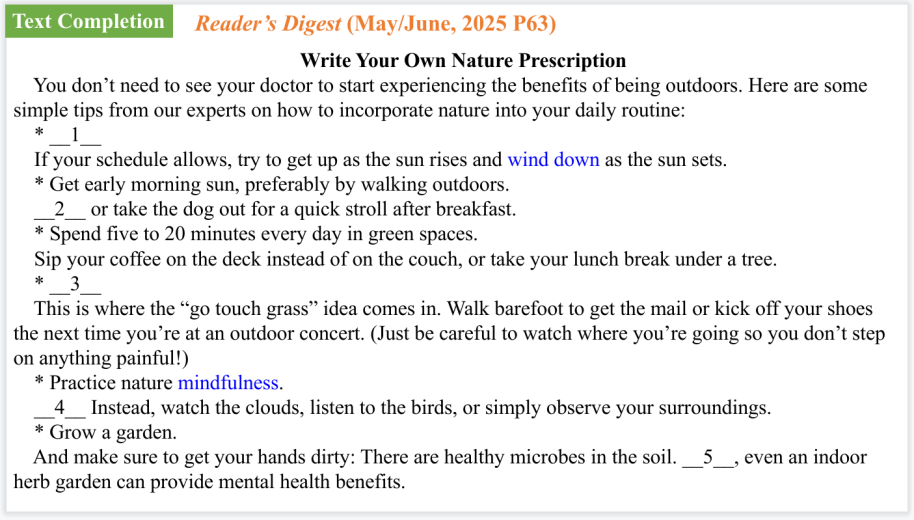 Text Completion Reader's Digest (May/June, 2025 P63)
Write Your Own Nature Prescription
You don't need to see your doctor to start experiencing the benefits of being outdoors. Here are some
simple tips from our experts on how to incorporate nature into your daily routine:
* __1__
If your schedule allows, try to get up as the sun rises and wind down as the sun sets.
* Get early morning sun, preferably by walking outdoors.
__2__ or take the dog out for a quick stroll after breakfast.
* Spend five to 20 minutes every day in green spaces.
Sip your coffee on the deck instead of on the couch, or take your lunch break under a tree.
* __3__
This is where the “go touch grass” idea comes in. Walk barefoot to get the mail or kick off your shoes
the next time you're at an outdoor concert. (Just be careful to watch where you're going so you don't step
on anything painful!)
* Practice nature mindfulness.
__4__ Instead, watch the clouds, listen to the birds, or simply observe your surroundings.
* Grow a garden.
And make sure to get your hands dirty: There are healthy microbes in the soil. __5__, even an indoor
herb garden can provide mental health benefits.